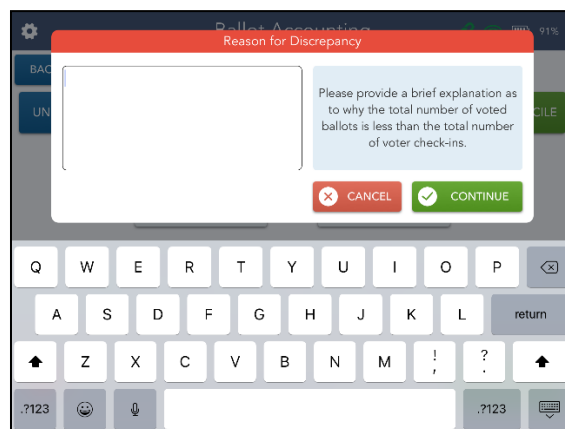 Ballot Accounting
91%
Reason for Discrepancy
BAC
UN
CILE
Please provide a brief explanation as
to why the total number of voted
ballots is less than the total number
of voter check-ins.
CANCEL
CONTINUE
Q W E R T Y U I O P
A S D F G H J K L return
Z X C V B N M ! , ? .
.?123 .?123